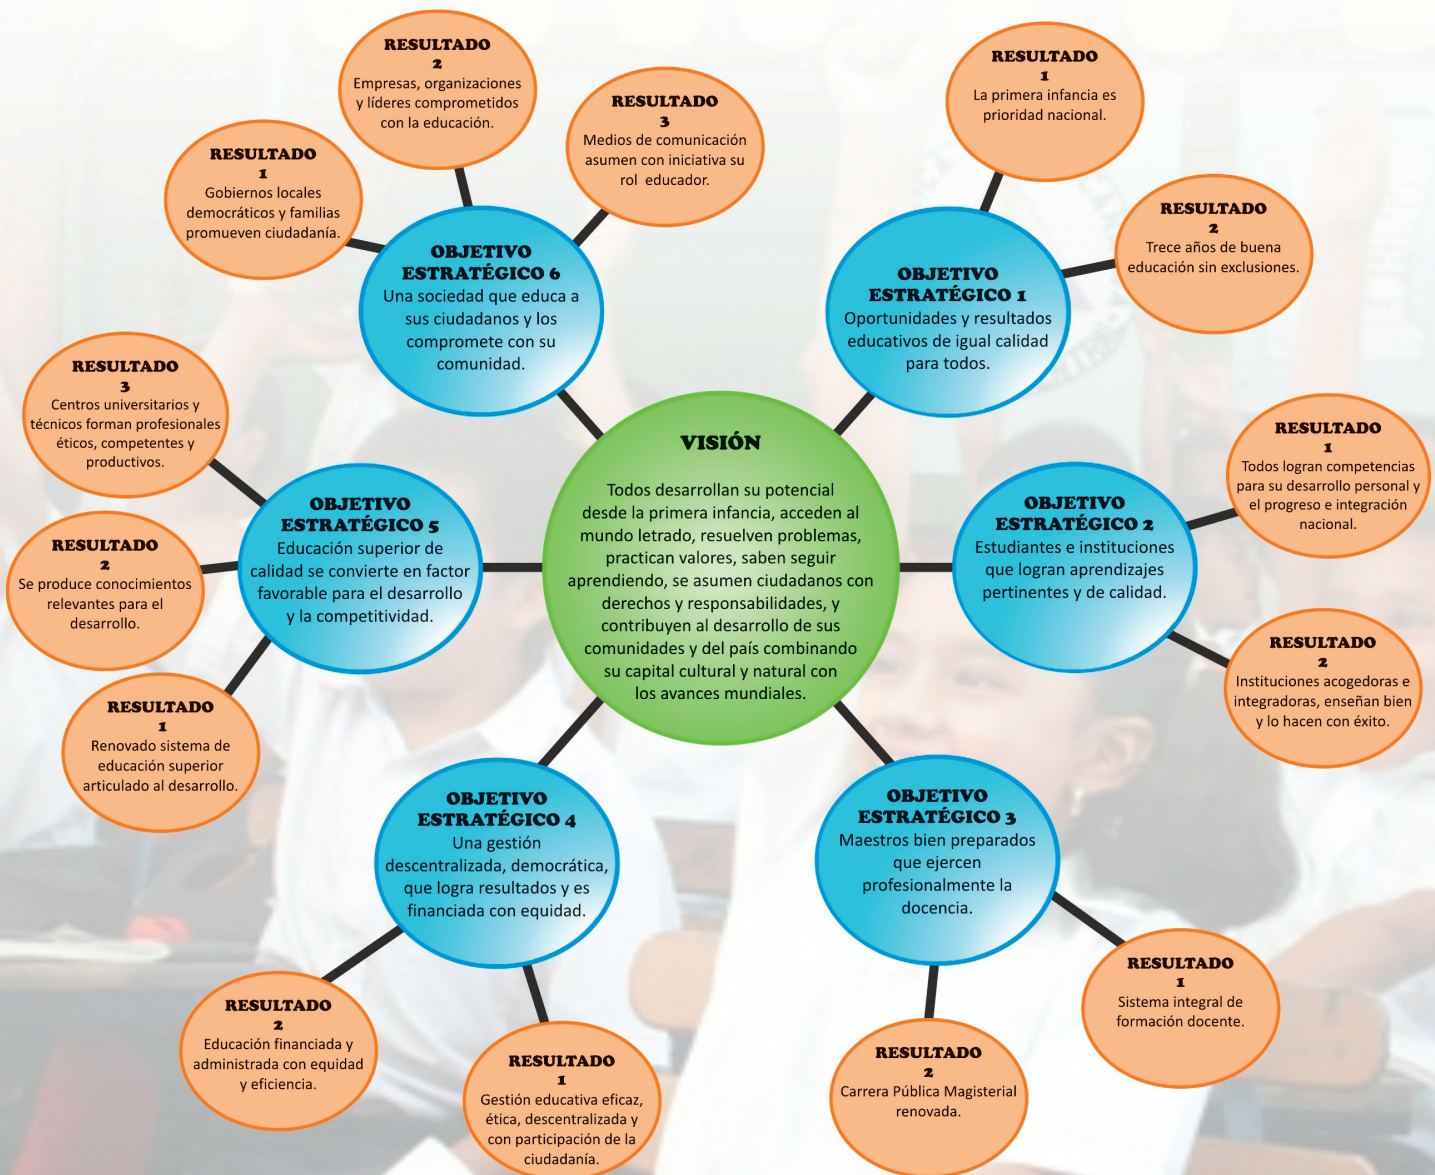 VISIÓN
Todos desarrollan su potencial
desde la primera infancia, acceden al
mundo letrado, resuelven problemas,
practican valores, saben seguir
aprendiendo, se asumen ciudadanos con
derechos y responsabilidades, y
contribuyen al desarrollo de sus
comunidades y del país combinando
su capital cultural y natural con
los avances mundiales.
OBJETIVO
ESTRATÉGICO 1
Oportunidades y resultados
educativos de igual calidad
para todos.
RESULTADO
1
La primera infancia es
prioridad nacional.
RESULTADO
2
Trece años de buena
educación sin exclusiones.
OBJETIVO
ESTRATÉGICO 2
Estudiantes e instituciones
que logran aprendizajes
pertinentes y de calidad.
RESULTADO
1
Todos logran competencias
para su desarrollo personal y
el progreso e integración
nacional.
RESULTADO
2
Instituciones acogedoras e
integradoras, enseñan bien
y lo hacen con éxito.
OBJETIVO
ESTRATÉGICO 3
Maestros bien preparados
que ejercen
profesionalmente la
docencia.
RESULTADO
1
Sistema integral de
formación docente.
RESULTADO
2
Carrera Pública Magisterial
renovada.
OBJETIVO
ESTRATÉGICO 4
Una gestión
descentralizada, democrática,
que logra resultados y es
financiada con equidad.
RESULTADO
1
Gestión educativa eficaz,
ética, descentralizada y
con participación de la
ciudadanía.
RESULTADO
2
Educación financiada y
administrada con equidad
y eficiencia.
OBJETIVO
ESTRATÉGICO 5
Educación superior de
calidad se convierte en factor
favorable para el desarrollo
y la competitividad.
RESULTADO
1
Renovado sistema de
educación superior
articulado al desarrollo.
RESULTADO
2
Se produce conocimientos
relevantes para el
desarrollo.
RESULTADO
3
Centros universitarios y
técnicos forman profesionales
éticos, competentes y
productivos.
OBJETIVO
ESTRATÉGICO 6
Una sociedad que educa a
sus ciudadanos y los
compromete con su
comunidad.
RESULTADO
1
Gobiernos locales
democráticos y familias
promueven ciudadanía.
RESULTADO
2
Empresas, organizaciones
y líderes comprometidos
con la educación.
RESULTADO
3
Medios de comunicación
asumen con iniciativa su
rol educador.